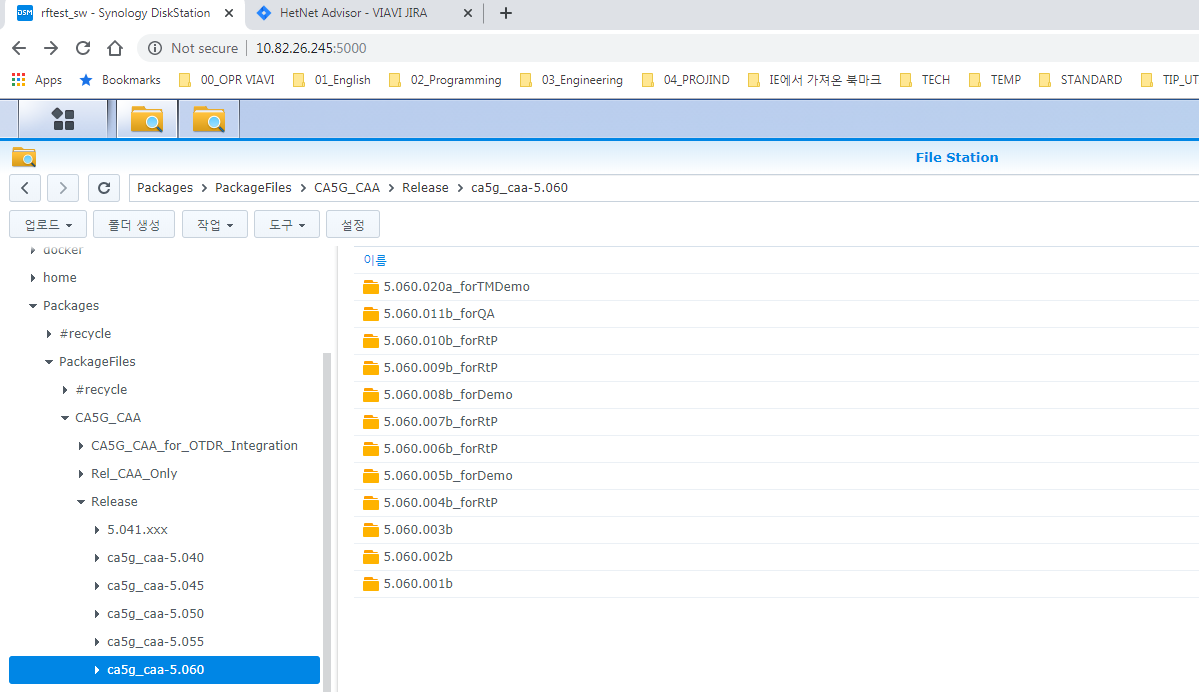 rftest_sw - Synology DiskStation
HetNet Advisor - VIAVI JIRA
Not secure 10.82.26.245:5000
Apps Bookmarks 00_OPR VIAVI 01_English 02_Programming 03_Engineering 04_PROJIND IE에서 가져온 북마크 TECH TEMP STANDARD TIP_UT
File Station
Packages > PackageFiles > CA5G_CAA > Release > ca5g_caa-5.060
업로드 폴더 생성 작업 도구 설정
docker
home
Packages
#recycle
PackageFiles
#recycle
CA5G_CAA
CA5G_CAA_for_OTDR_Integration
Rel_CAA_Only
Release
5.041.xxx
ca5g_caa-5.040
ca5g_caa-5.045
ca5g_caa-5.050
ca5g_caa-5.055
ca5g_caa-5.060
이름
5.060.020a_forTMDemo
5.060.011b_forQA
5.060.010b_forRtP
5.060.009b_forRtP
5.060.008b_forDemo
5.060.007b_forRtP
5.060.006b_forRtP
5.060.005b_forDemo
5.060.004b_forRtP
5.060.003b
5.060.002b
5.060.001b